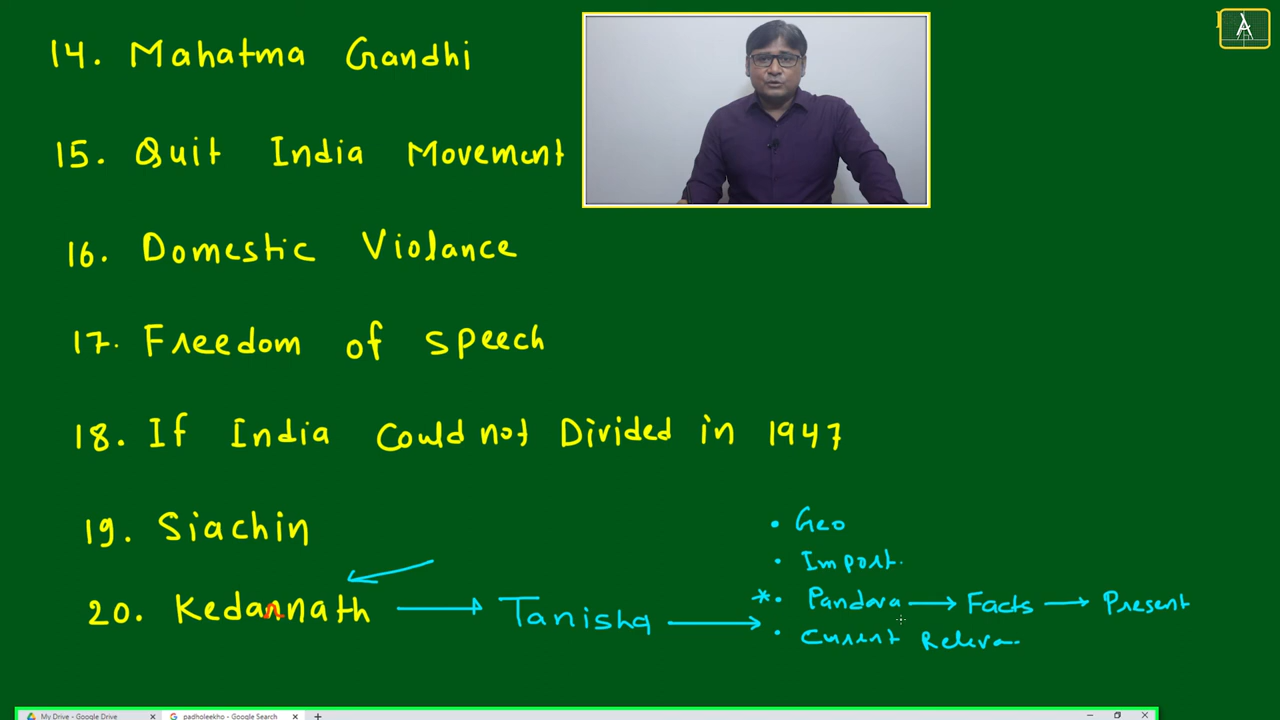 14. Mahatma Gandhi
15. Quit India Movement
16. Domestic Violance
17. Freedom of Speech
18. If India Could not Divided in 1947
19. Siachin
20. Kedarnath
Tanishq
• Geo
• Import.
*• Pandava → Facts → Present
• Current Releva
My Drive - Google Drive
padholeekho - Google Search